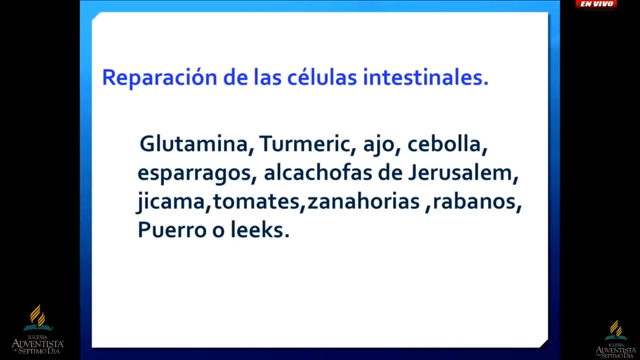 EN VIVO
Reparación de las células intestinales.
Glutamina, Turmeric, ajo, cebolla,
esparragos, alcachofas de Jerusalem,
jicama,tomates,zanahorias ,rabanos,
Puerro o leeks.
IGLESIA
ADVENTISTA
DEL SÉPTIMO DÍA
IGLESIA
ADVENTISTA
DEL SÉPTIMO DÍA